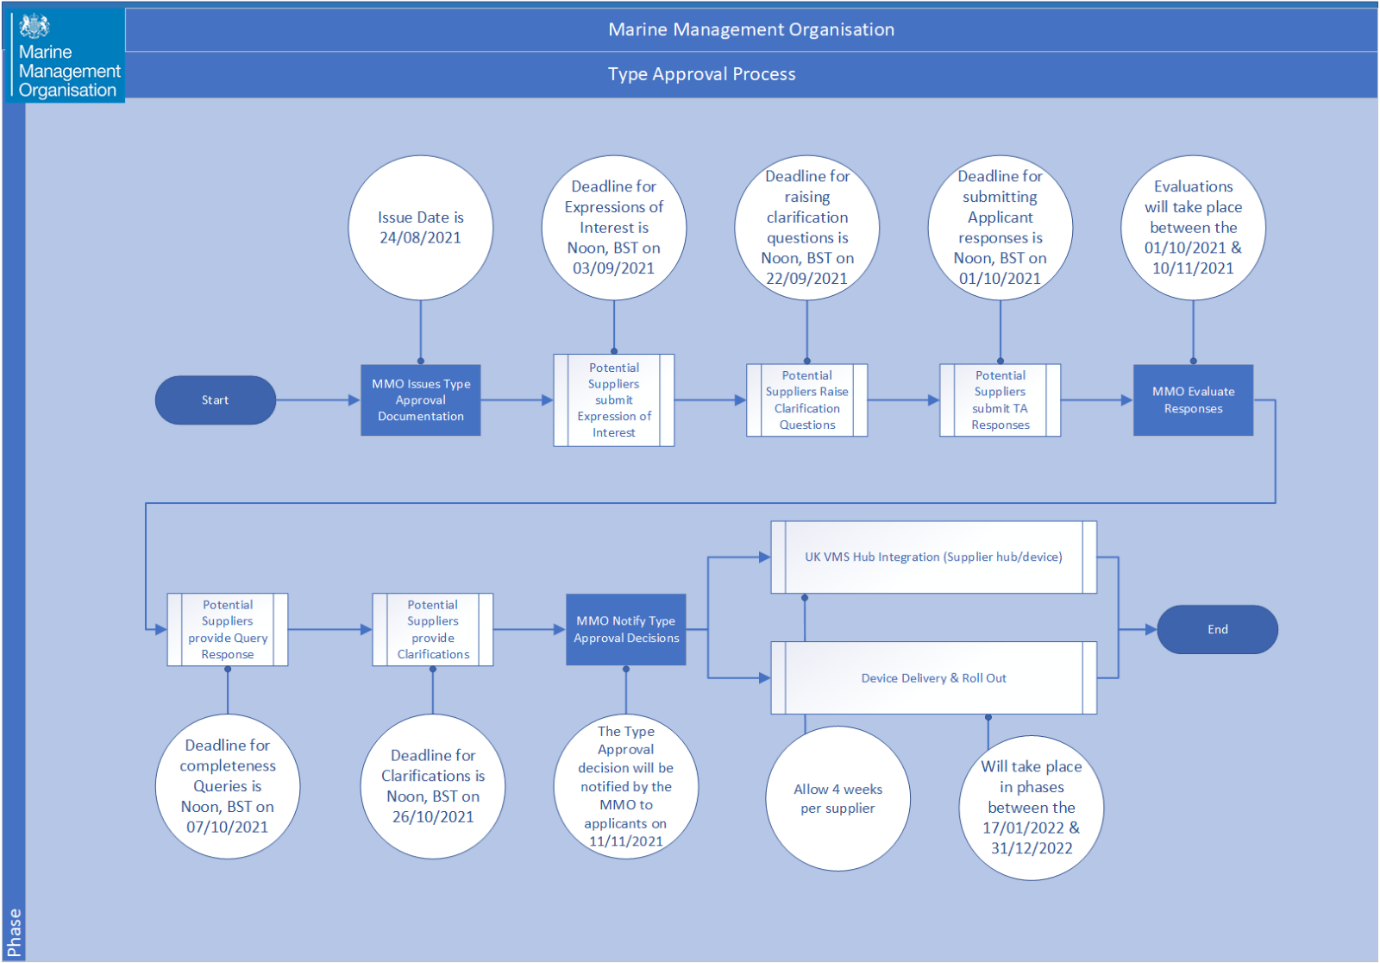 Marine
Management
Organisation
Marine Management Organisation
Type Approval Process
Issue Date is
24/08/2021
Deadline for
Expressions of
Interest is
Noon, BST on
03/09/2021
Deadline for
raising
clarification
questions is
Noon, BST on
22/09/2021
Deadline for
submitting
Applicant
responses is
Noon, BST on
01/10/2021
Evaluations
will take place
between the
01/10/2021 &
10/11/2021
Start
MMO Issues Type
Approval
Documentation
Potential
Suppliers
submit
Expression of
Interest
Potential
Suppliers Raise
Clarification
Questions
Potential
Suppliers
submit TA
Responses
MMO Evaluate
Responses
Potential
Suppliers
provide Query
Response
Potential
Suppliers
provide
Clarifications
MMO Notify Type
Approval Decisions
UK VMS Hub Integration (Supplier hub/device)
Device Delivery & Roll Out
End
Deadline for
completeness
Queries is
Noon, BST on
07/10/2021
Deadline for
Clarifications is
Noon, BST on
26/10/2021
The Type
Approval
decision will be
notified by the
MMO to
applicants on
11/11/2021
Allow 4 weeks
per supplier
Will take place
in phases
between the
17/01/2022 &
31/12/2022
Phase